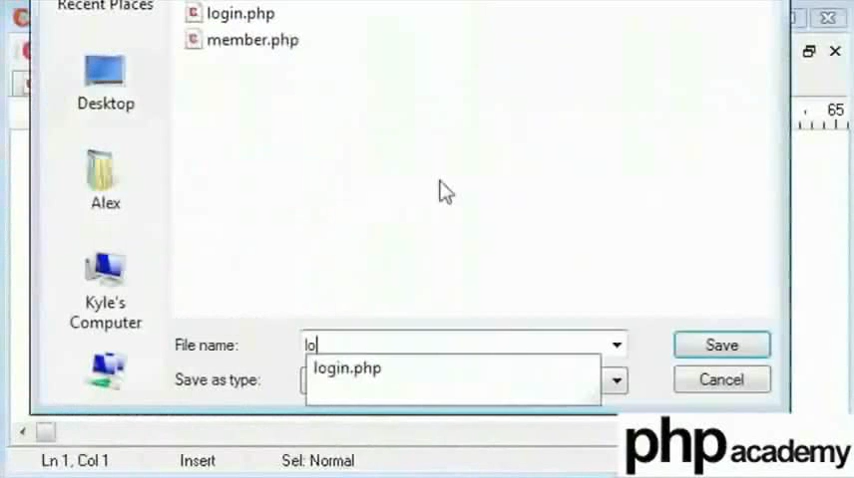 Recent Places
login.php
member.php
65
Desktop
Alex
Kyle's
Computer
File name:
lo
Save
login.php
Save as type:
Cancel
Ln 1, Col 1
Insert
Sel: Normal
php academy